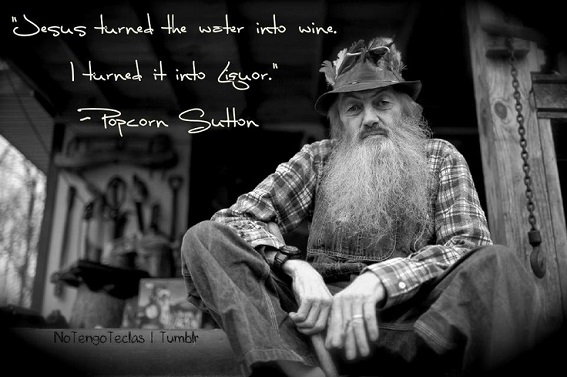 "Jesus turned the water into wine.
I turned it into Liquor."
- Popcorn Sutton
NoTengoTeclas | Tumblr